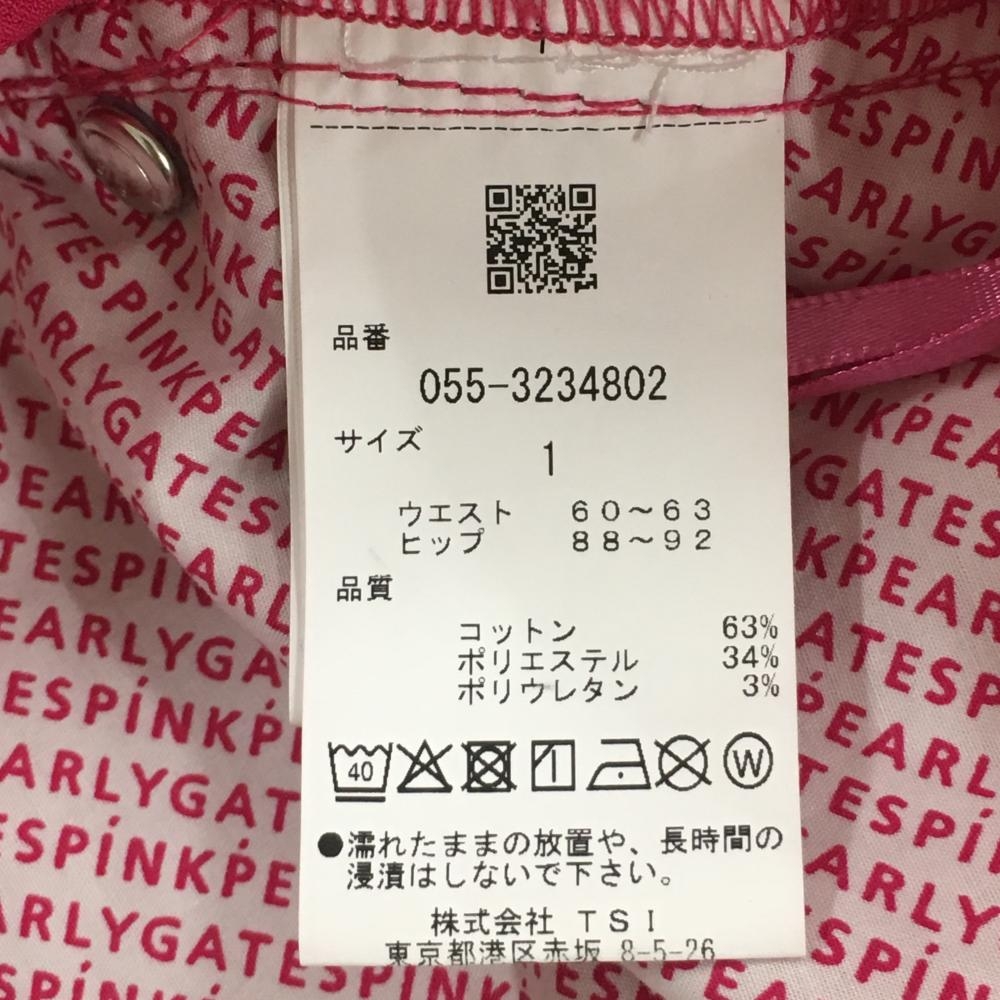 品番
055-3234802
サイズ
1
ウエスト 60〜63
ヒップ 88〜92
品質
コットン 63%
ポリエステル 34%
ポリウレタン 3%
40
W
●濡れたままの放置や、長時間の
浸漬はしないで下さい。
株式会社 TSI
東京都港区赤坂 8-5-26
PEARLYGATESPÍNKPEARLYGATES